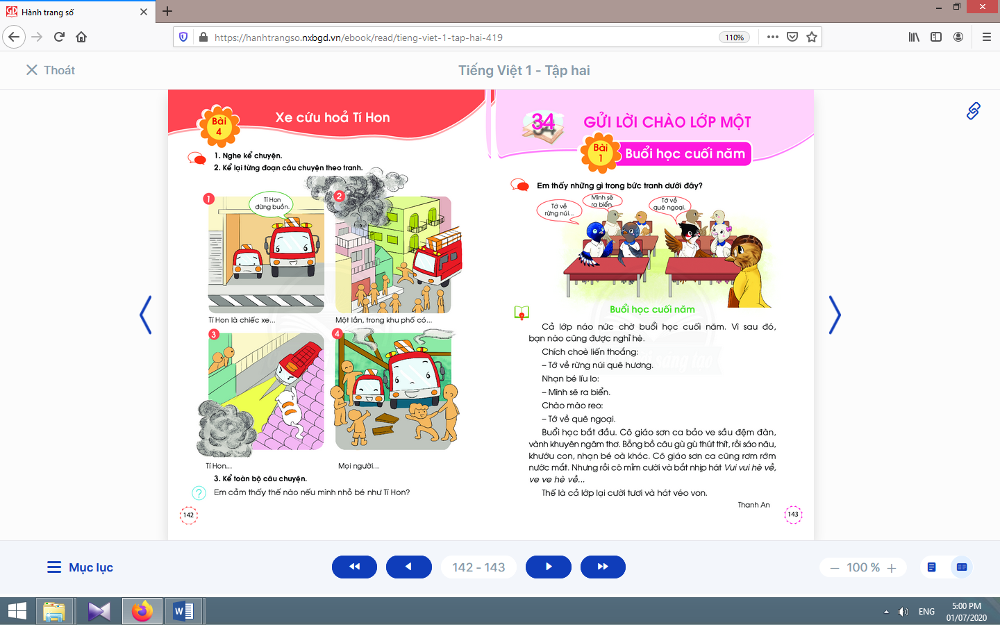 Hành trang số
https://hanhtrangso.nxbgd.vn/ebook/read/tieng-viet-1-tap-hai-419
110%
Thoát
Tiếng Việt 1 - Tập hai
Bài
4
Xe cứu hoả Tí Hon
1. Nghe kể chuyện.
2. Kể lại từng đoạn câu chuyện theo tranh.
1
Tí Hon
đừng buồn.
2
Tí Hon là chiếc xe...
Một lần, trong khu phố có...
3
4
Tí Hon...
Mọi người...
3. Kể toàn bộ câu chuyện.
? Em cảm thấy thế nào nếu mình nhỏ bé như Tí Hon?
142
34
GỬI LỜI CHÀO LỚP MỘT
Bài
1
Buổi học cuối năm
Em thấy những gì trong bức tranh dưới đây?
Tớ về
rừng núi...
Mình sẽ
ra biển.
Tớ về
quê ngoại.
Buổi học cuối năm
Cả lớp náo nức chờ buổi học cuối năm. Vì sau đó,
bạn nào cũng được nghỉ hè.
Chích choè liến thoắng:
– Tớ về rừng núi quê hương.
Nhạn bé líu lo:
– Mình sẽ ra biển.
Chào mào reo:
– Tớ về quê ngoại.
Buổi học bắt đầu. Cô giáo sơn ca bảo ve sầu đệm đàn,
vành khuyên ngâm thơ. Bỗng bồ câu gù gù thút thít, rồi sáo nâu,
khướu con, nhạn bé oà khóc. Cô giáo sơn ca cũng rơm rớm
nước mắt. Nhưng rồi cô mỉm cười và bắt nhịp hát Vui vui hè về,
ve ve hè về...
Thế là cả lớp lại cười tươi và hát véo von.
Thanh An
143
Mục lục
142 - 143
100 %
ENG
5:00 PM
01/07/2020